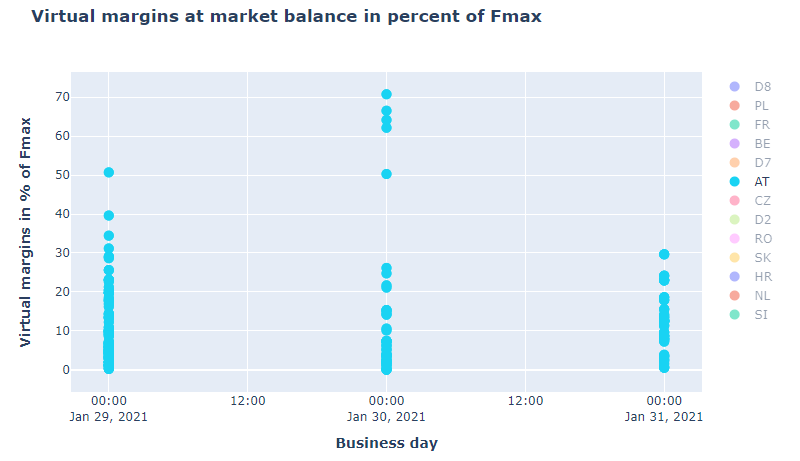 Virtual margins at market balance in percent of Fmax
Virtual margins in % of Fmax
70
60
50
40
30
20
10
0
00:00
Jan 29, 2021
12:00
00:00
Jan 30, 2021
12:00
00:00
Jan 31, 2021
Business day
D8
PL
FR
BE
D7
AT
CZ
D2
RO
SK
HR
NL
SI